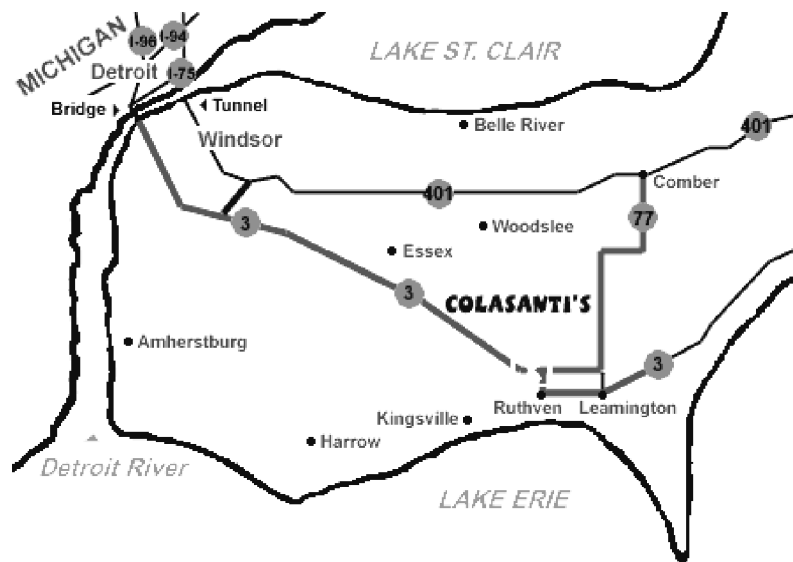 MICHIGAN
I-96
I-94
LAKE ST. CLAIR
Detroit
I-75
Bridge
Tunnel
Belle River
401
Windsor
Comber
401
77
3
Woodslee
Essex
3
COLASANTI'S
Amherstburg
3
Ruthven
Leamington
Kingsville
Harrow
Detroit River
LAKE ERIE